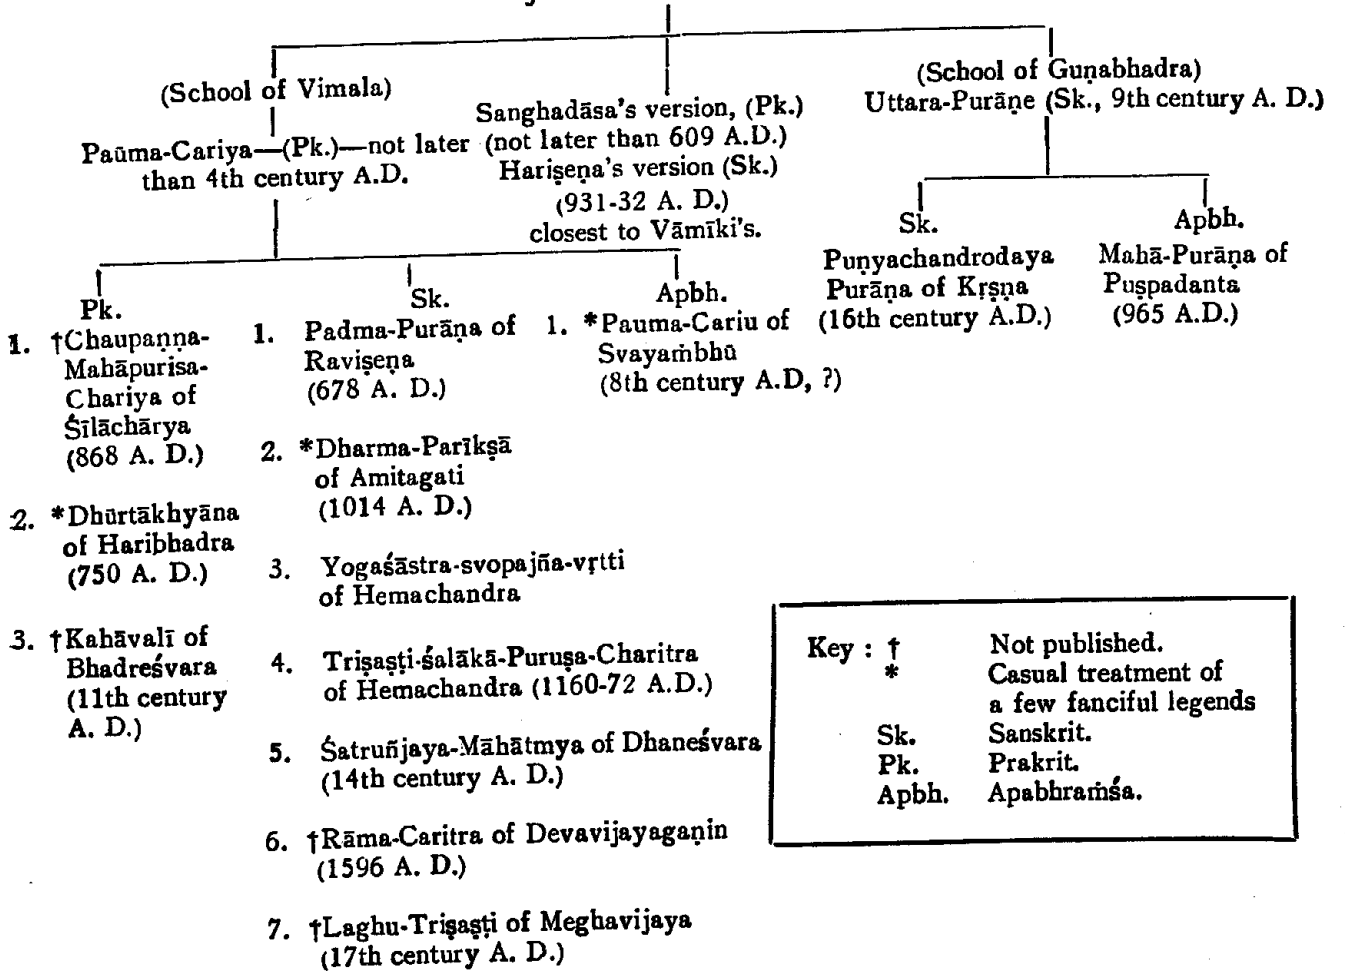 (School of Vimala)
Paūma-Cariya—(Pk.)—not later
than 4th century A.D.
Sanghadāsa's version, (Pk.)
(not later than 609 A.D.)
Hariṣeṇa's version (Sk.)
(931-32 A. D.)
closest to Vāmīki's.
(School of Guṇabhadra)
Uttara-Purāṇe (Sk., 9th century A. D.)
Pk.
1. †Chaupaṇṇa-
Mahāpurisa-
Chariya of
Śīlāchārya
(868 A. D.)
2. *Dhūrtākhyāna
of Haribhadra
(750 A. D.)
3. †Kahāvalī of
Bhadreśvara
(11th century
A. D.)
Sk.
1. Padma-Purāṇa of
Raviṣeṇa
(678 A. D.)
2. *Dharma-Parīkṣā
of Amitagati
(1014 A. D.)
3. Yogaśāstra-svopajña-vṛtti
of Hemachandra
4. Triṣaṣṭi-śalākā-Puruṣa-Charitra
of Hemachandra (1160-72 A.D.)
5. Śatruñjaya-Māhātmya of Dhaneśvara
(14th century A. D.)
6. †Rāma-Caritra of Devavijayagaṇin
(1596 A. D.)
7. †Laghu-Triṣaṣṭi of Meghavijaya
(17th century A. D.)
Apbh.
1. *Pauma-Cariu of
Svayaṁbhū
(8th century A.D, ?)
Sk.
Puṇyachandrodaya
Purāṇa of Kṛṣṇa
(16th century A.D.)
Apbh.
Mahā-Purāṇa of
Puṣpadanta
(965 A.D.)
Key : † Not published.
* Casual treatment of
a few fanciful legends
Sk. Sanskrit.
Pk. Prakrit.
Apbh. Apabhraṁśa.